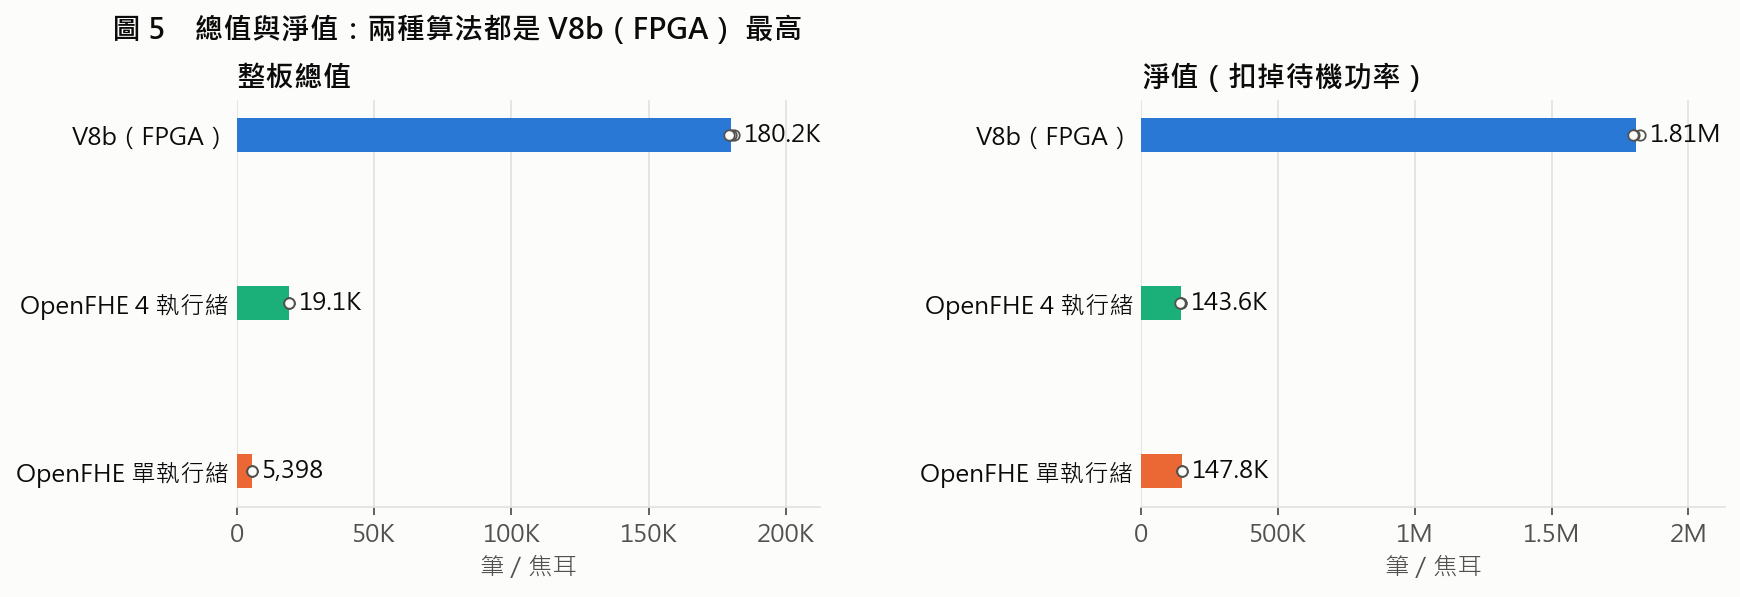 圖 5　總值與淨值：兩種算法都是 V8b（FPGA） 最高
整板總值
V8b（FPGA）
180.2K
OpenFHE 4 執行緒
19.1K
OpenFHE 單執行緒
5,398
0 50K 100K 150K 200K
筆 / 焦耳
淨值（扣掉待機功率）
V8b（FPGA）
1.81M
OpenFHE 4 執行緒
143.6K
OpenFHE 單執行緒
147.8K
0 500K 1M 1.5M 2M
筆 / 焦耳